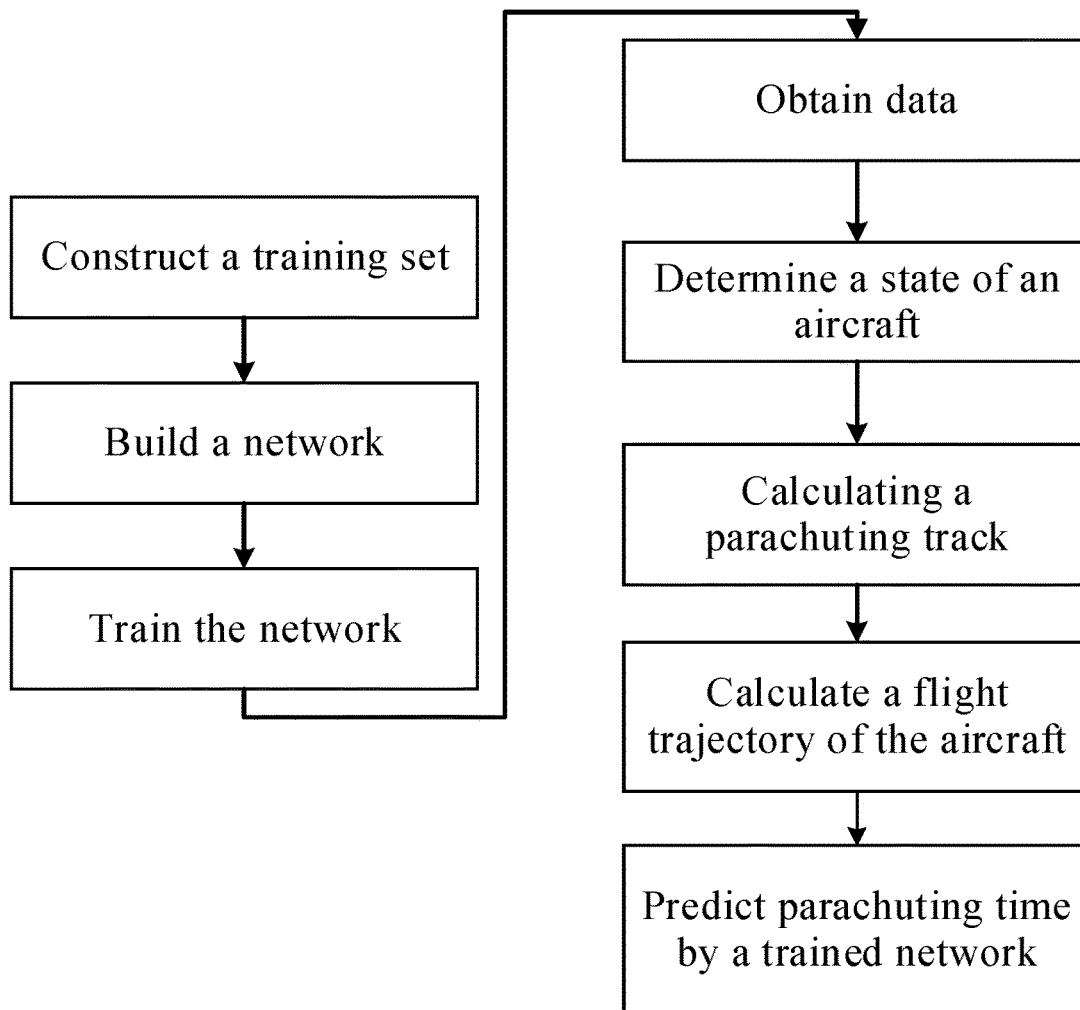 Construct a training set
Build a network
Train the network
Obtain data
Determine a state of an
aircraft
Calculating a
parachuting track
Calculate a flight
trajectory of the aircraft
Predict parachuting time
by a trained network